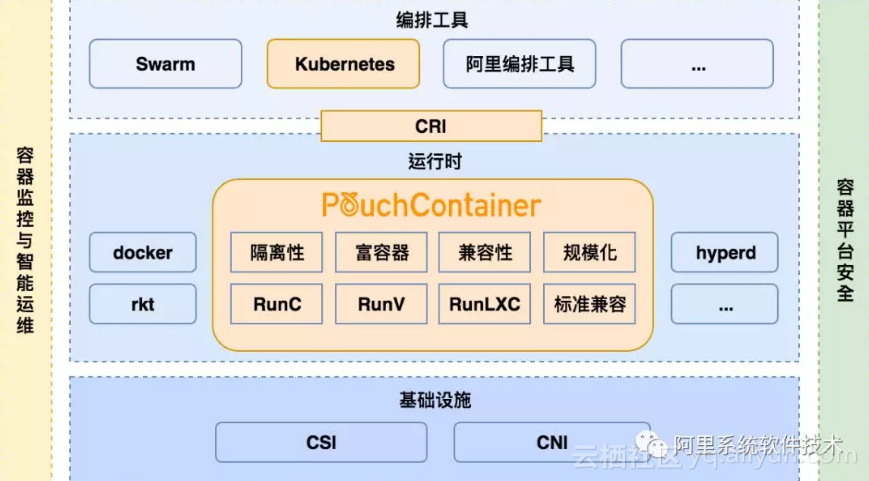 编排工具
Swarm
Kubernetes
阿里编排工具
...
CRI
运行时
PouchContainer
docker
隔离性
富容器
兼容性
规模化
hyperd
rkt
RunC
RunV
RunLXC
标准兼容
...
基础设施
CSI
CNI
容器监控与智能运维
容器平台安全
阿里系统软件技术
云栖社区 yq.aliyun.com